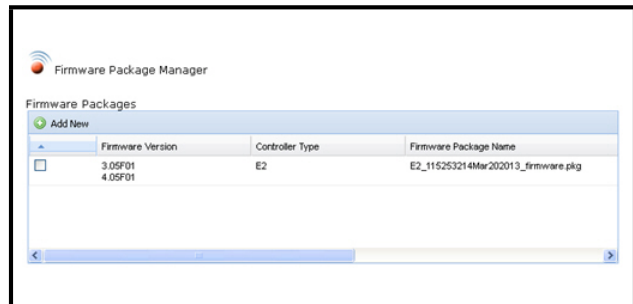 Firmware Package Manager
Firmware Packages
Add New
Firmware Version Controller Type Firmware Package Name
3.05F01 E2 E2_115253214Mar202013_firmware.pkg
4.05F01